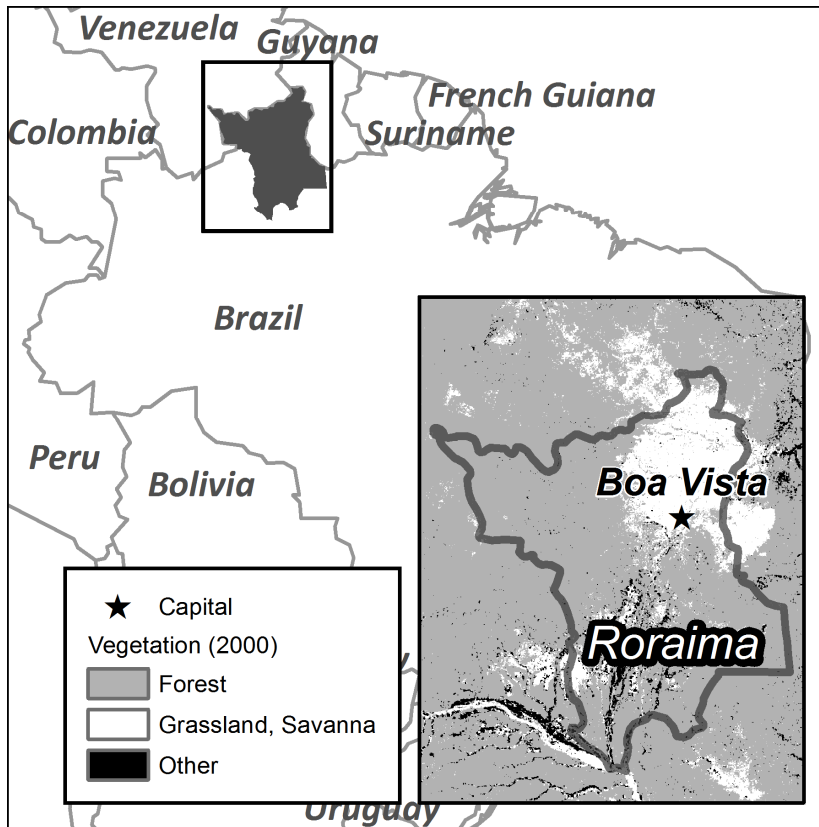 Venezuela
Guyana
French Guiana
Colombia
Suriname
Brazil
Peru
Bolivia
Boa Vista
Roraima
Capital
Vegetation (2000)
Forest
Grassland, Savanna
Other
Uruguay